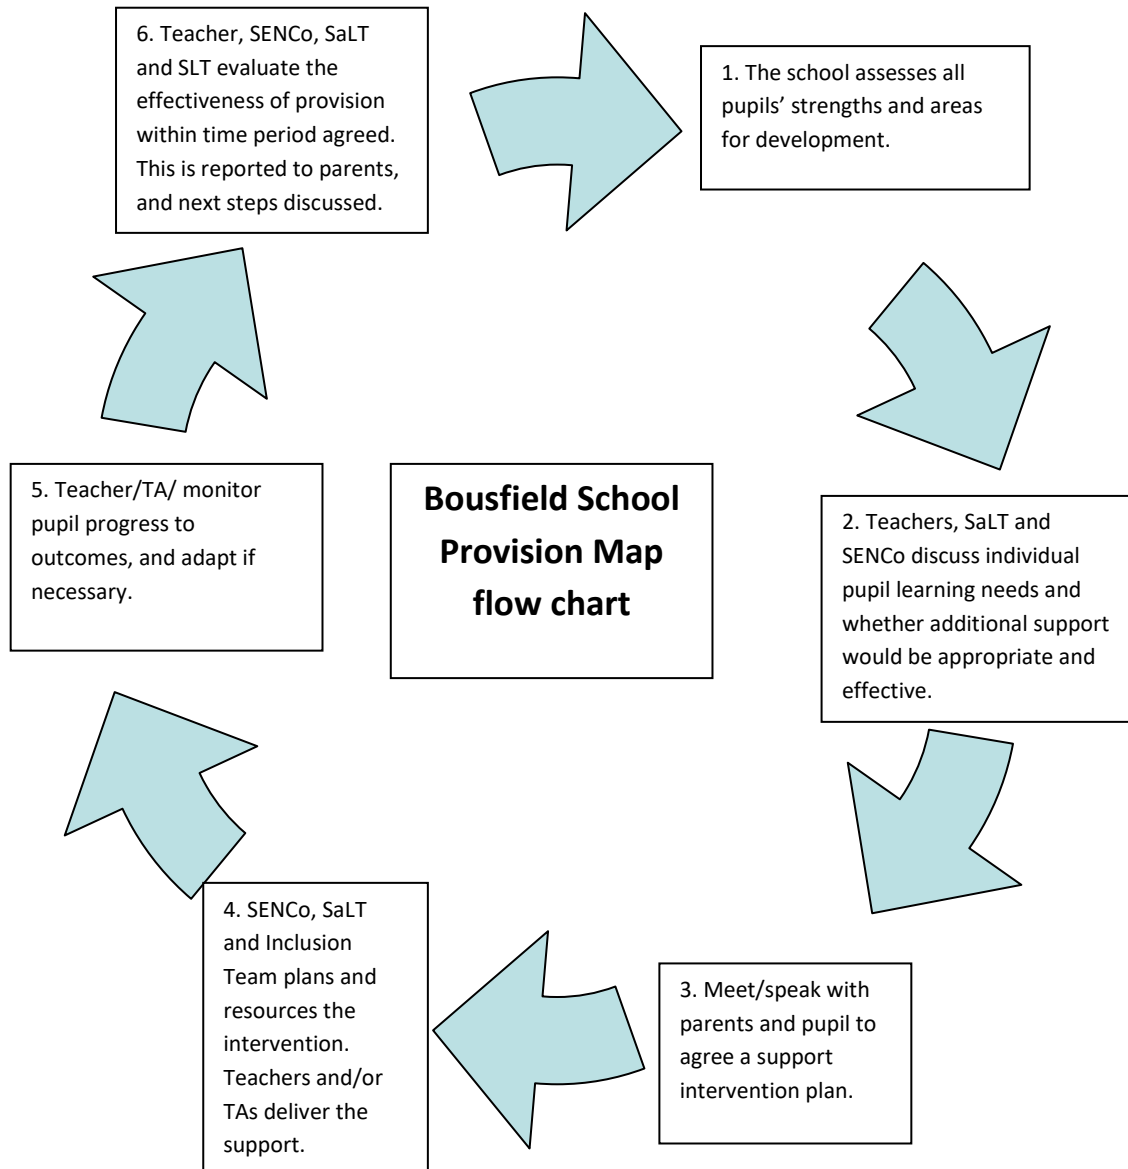 Bousfield School
Provision Map
flow chart
1. The school assesses all
pupils’ strengths and areas
for development.
2. Teachers, SaLT and
SENCo discuss individual
pupil learning needs and
whether additional support
would be appropriate and
effective.
3. Meet/speak with
parents and pupil to
agree a support
intervention plan.
4. SENCo, SaLT
and Inclusion
Team plans and
resources the
intervention.
Teachers and/or
TAs deliver the
support.
5. Teacher/TA/ monitor
pupil progress to
outcomes, and adapt if
necessary.
6. Teacher, SENCo, SaLT
and SLT evaluate the
effectiveness of provision
within time period agreed.
This is reported to parents,
and next steps discussed.